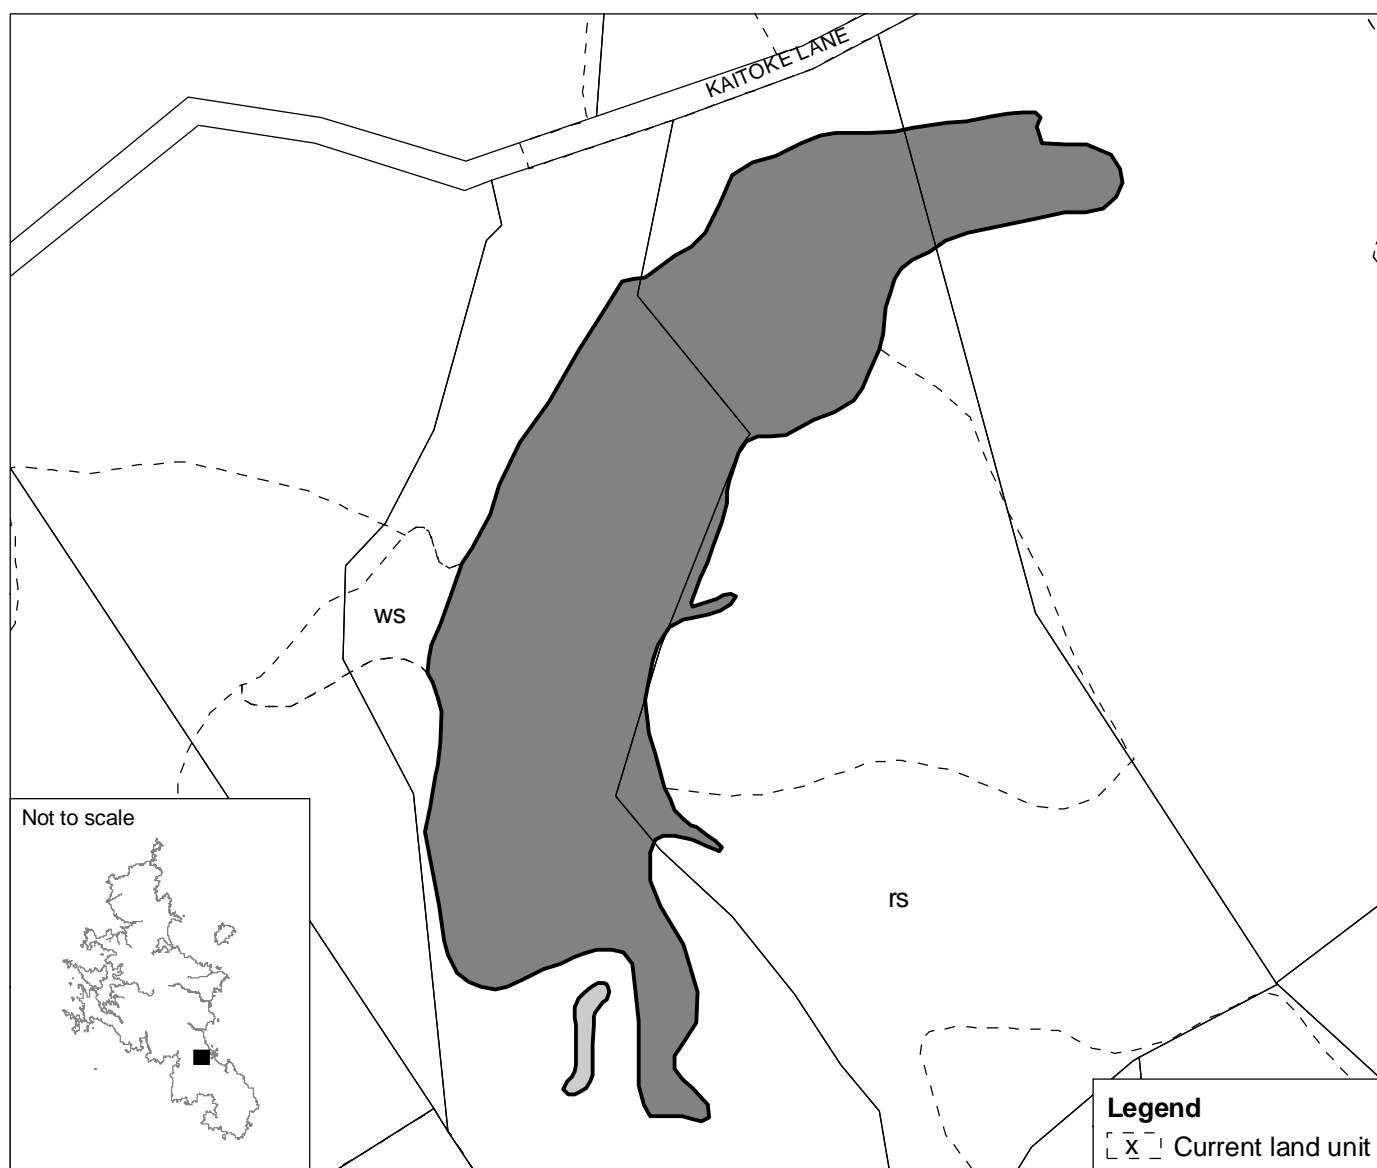 KAITOKE LANE
ws
Not to scale
rs
Legend
x Current land unit